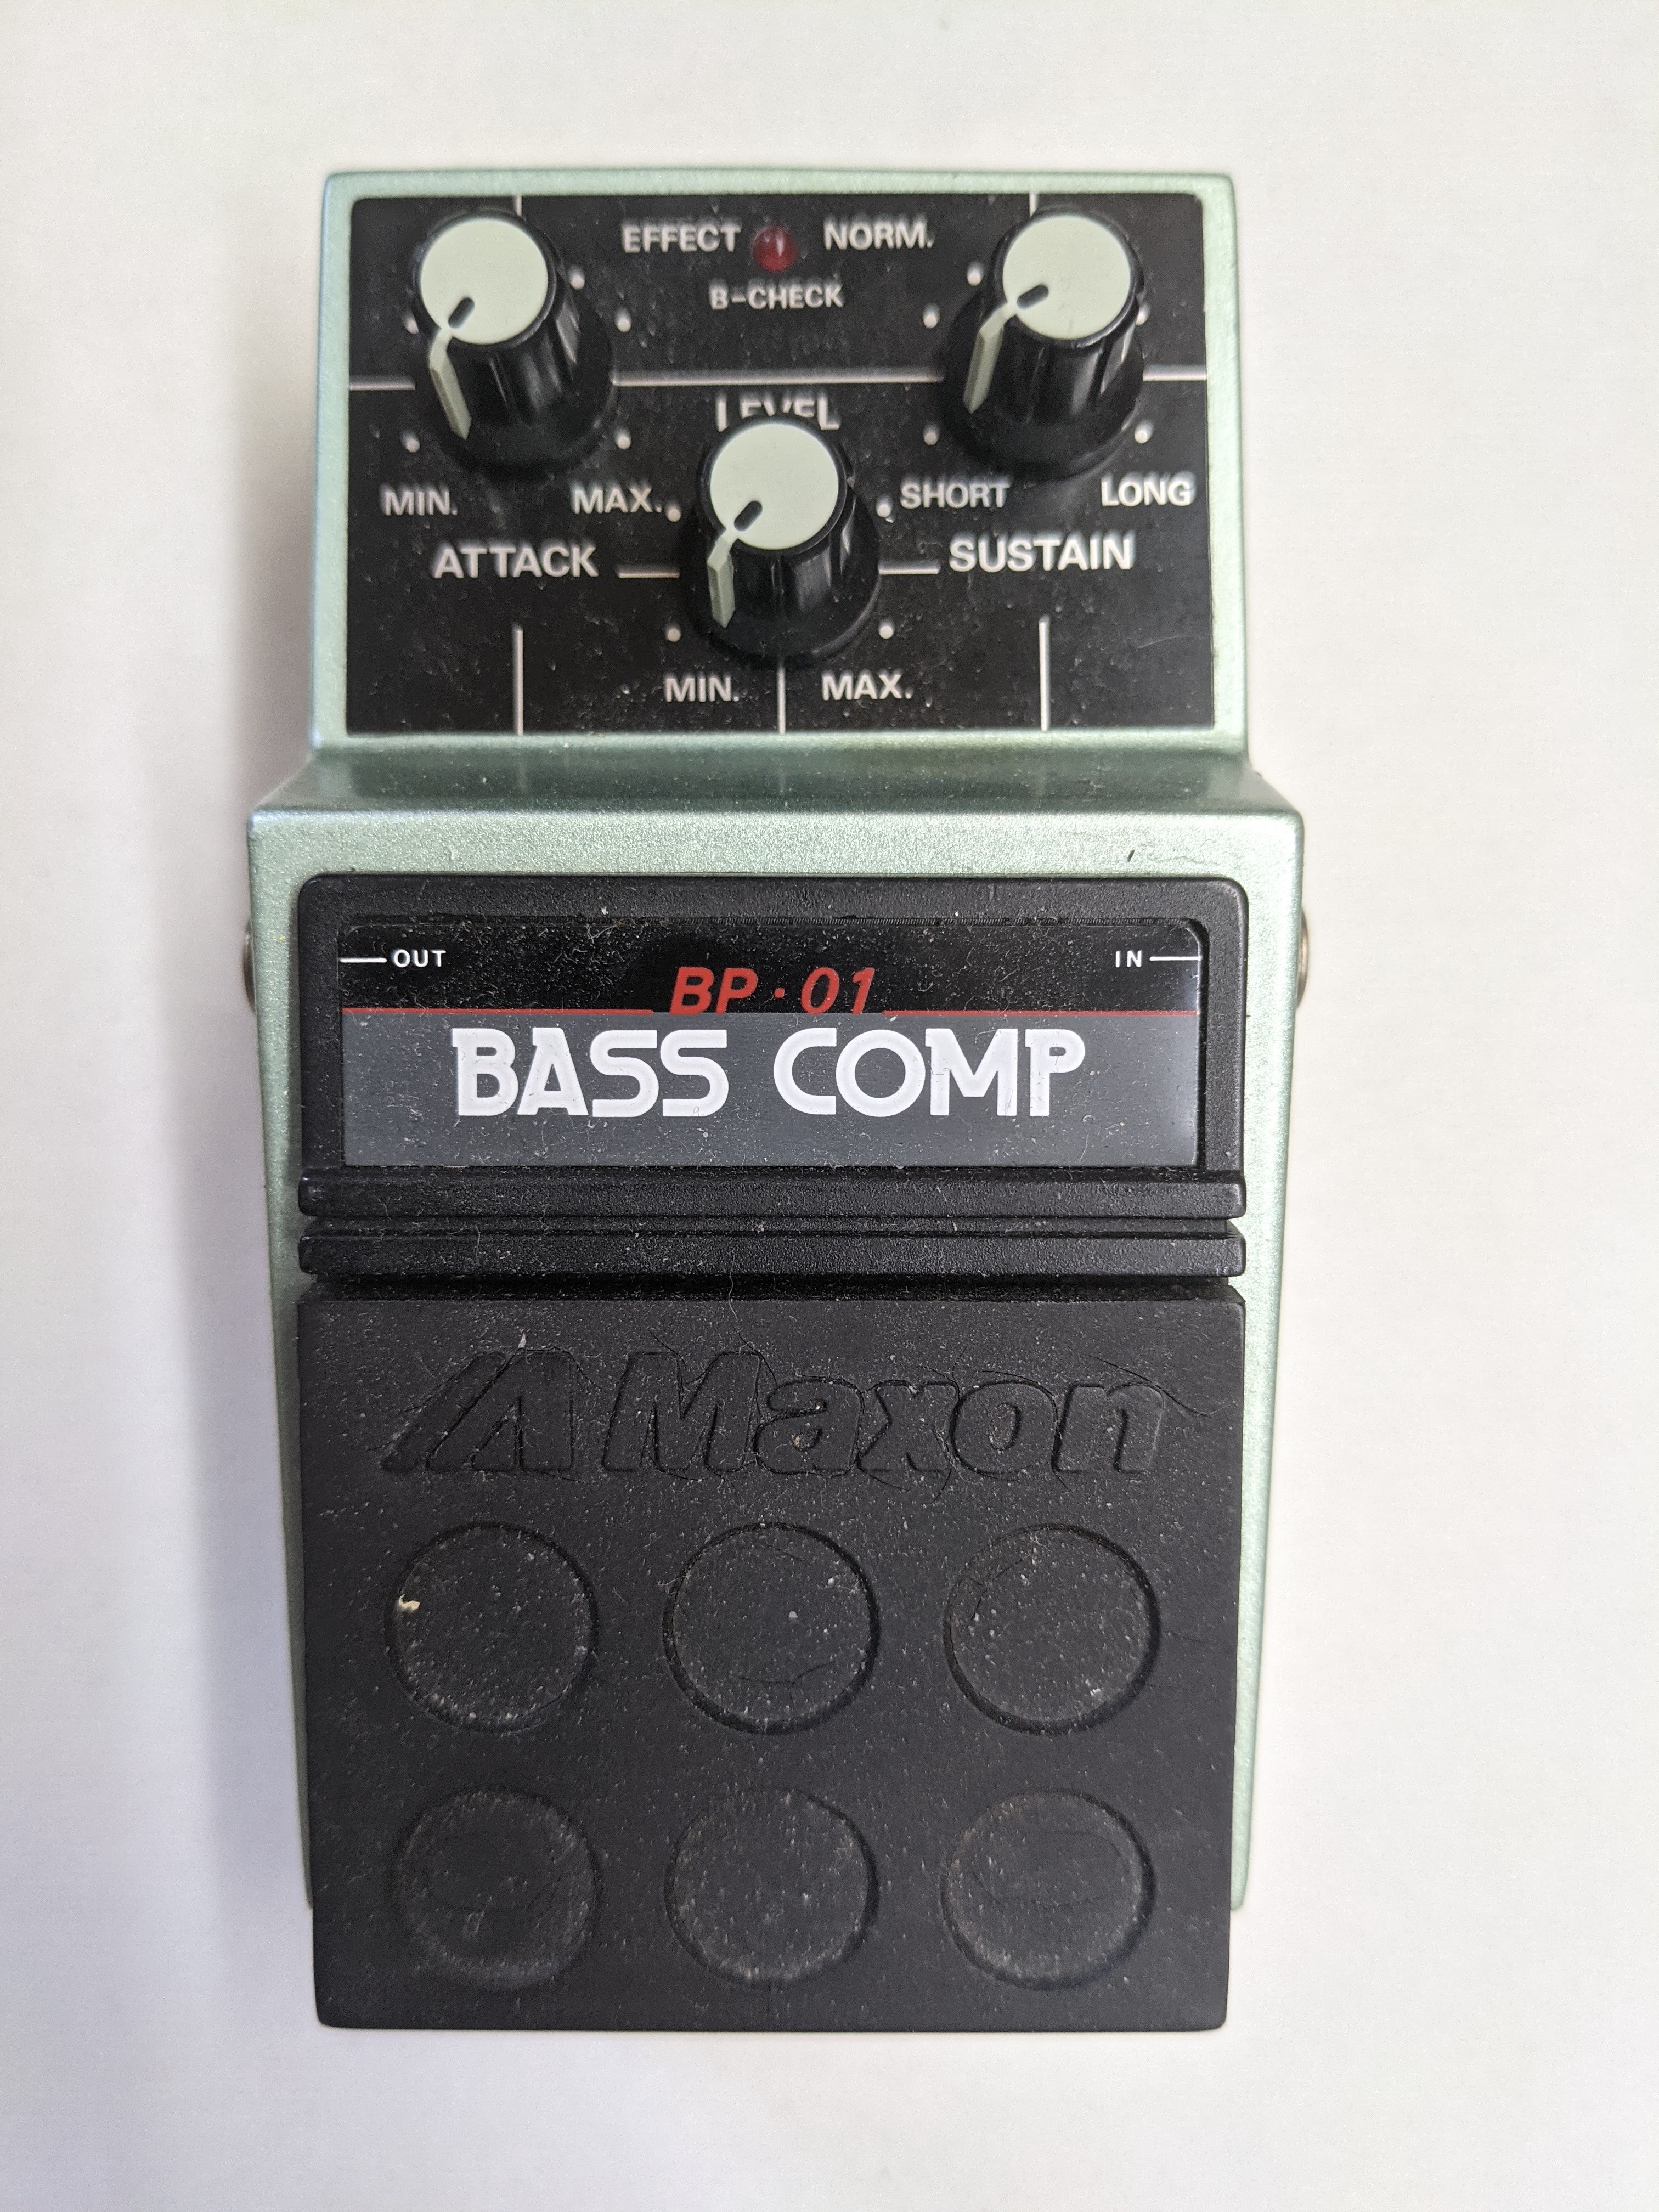 EFFECT NORM.
B-CHECK
LEVEL
MIN. MAX. SHORT LONG
ATTACK SUSTAIN
MIN. MAX.
OUT IN
BP·01
BASS COMP
Maxon